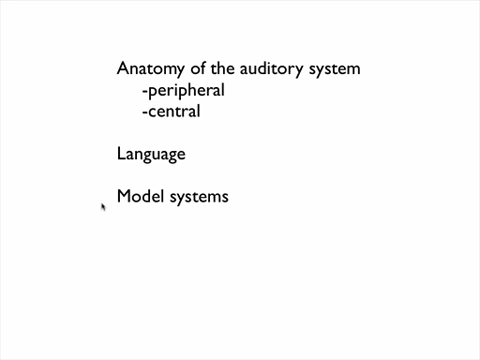 Anatomy of the auditory system
-peripheral
-central
Language
Model systems